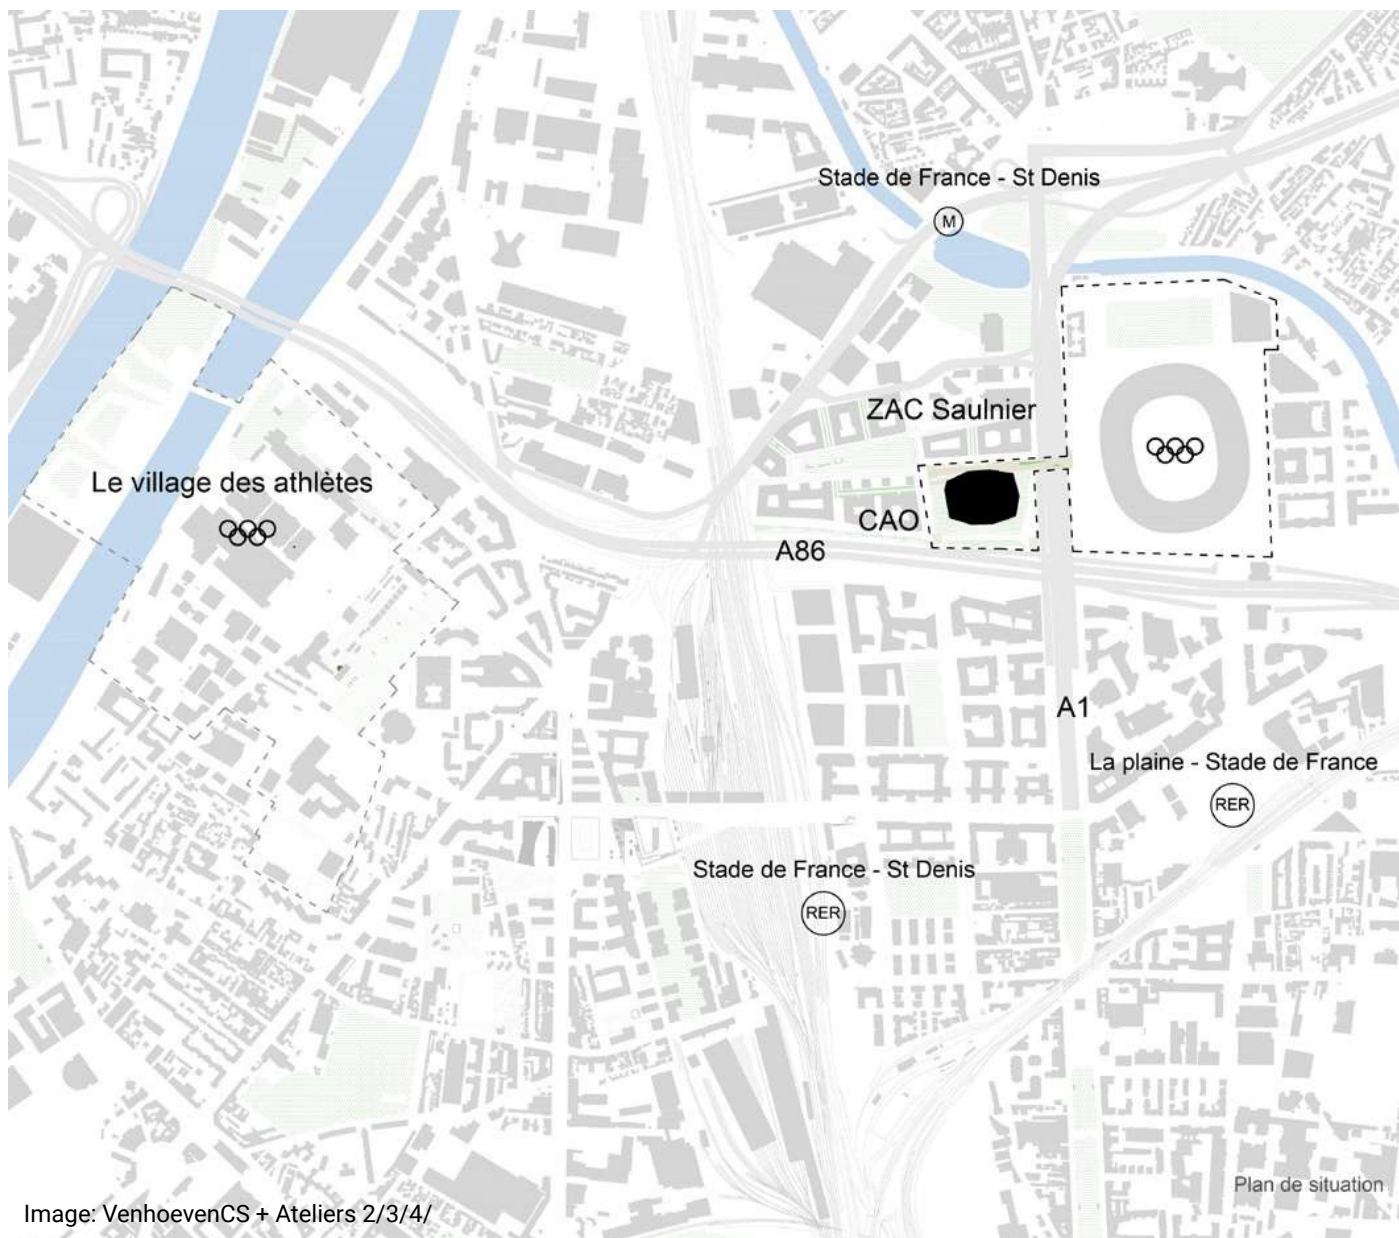 Stade de France - St Denis
M
ZAC Saulnier
Le village des athlètes
CAO
A86
A1
La plaine - Stade de France
RER
Stade de France - St Denis
RER
Plan de situation
Image: VenhoevenCS + Ateliers 2/3/4/